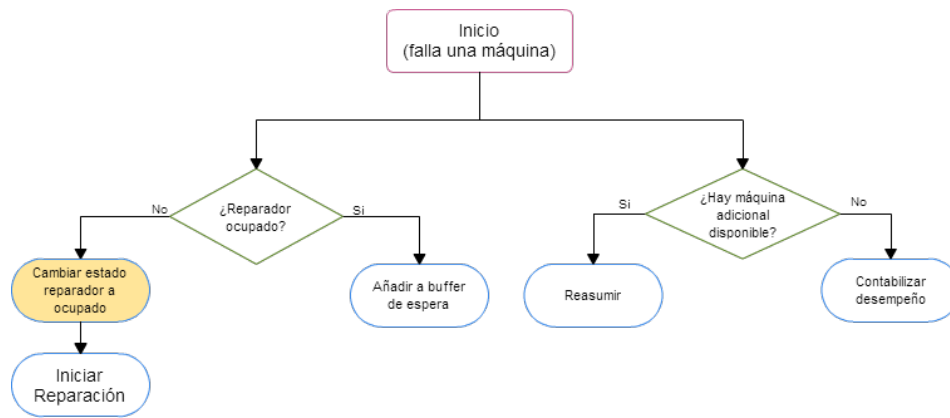 Inicio
(falla una máquina)
¿Reparador
ocupado?
No
Si
¿Hay máquina
adicional
disponible?
Si
No
Cambiar estado
reparador a
ocupado
Añadir a buffer
de espera
Reasumir
Contabilizar
desempeño
Iniciar
Reparación